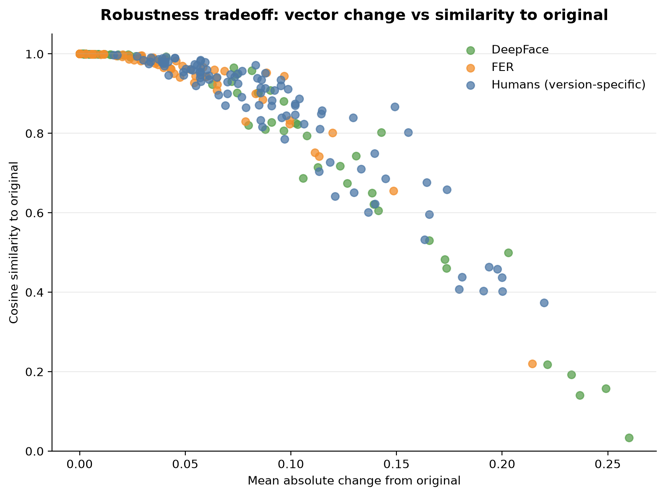 Robustness tradeoff: vector change vs similarity to original
DeepFace
FER
Humans (version-specific)
1.0
0.8
0.6
0.4
0.2
0.0
Cosine similarity to original
0.00 0.05 0.10 0.15 0.20 0.25
Mean absolute change from original